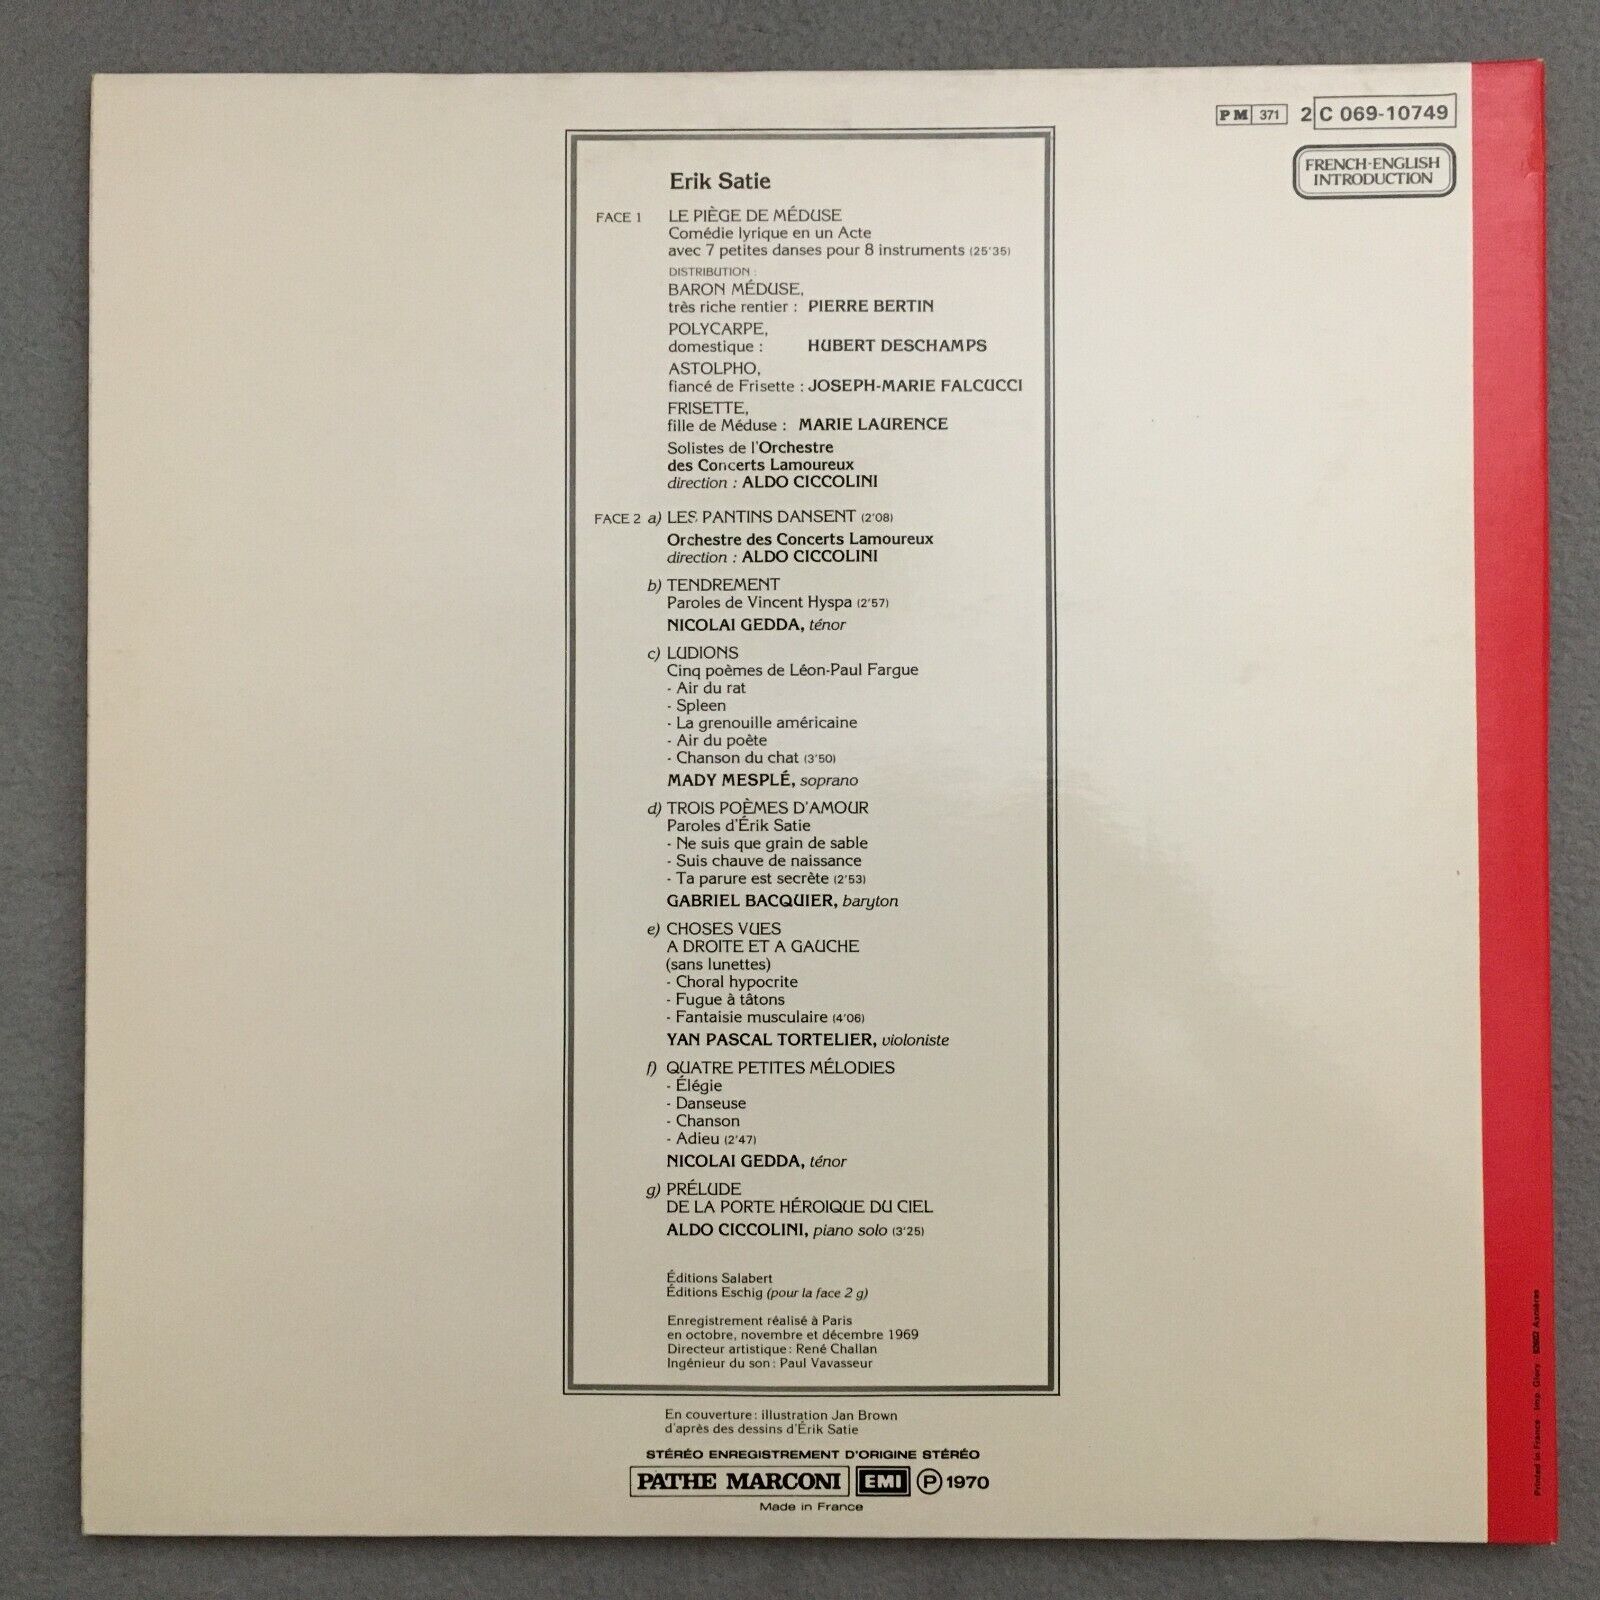 PM 371 2 C 069-10749
FRENCH-ENGLISH
INTRODUCTION
Erik Satie
FACE 1 LE PIÈGE DE MÉDUSE
Comédie lyrique en un Acte
avec 7 petites danses pour 8 instruments (25'35)
DISTRIBUTION :
BARON MÉDUSE,
très riche rentier : PIERRE BERTIN
POLYCARPE,
domestique : HUBERT DESCHAMPS
ASTOLPHO,
fiancé de Frisette : JOSEPH-MARIE FALCUCCI
FRISETTE,
fille de Méduse : MARIE LAURENCE
Solistes de l'Orchestre
des Concerts Lamoureux
direction : ALDO CICCOLINI
FACE 2 a) LES PANTINS DANSENT (2'08)
Orchestre des Concerts Lamoureux
direction : ALDO CICCOLINI
b) TENDREMENT
Paroles de Vincent Hyspa (2'57)
NICOLAI GEDDA, ténor
c) LUDIONS
Cinq poèmes de Léon-Paul Fargue
- Air du rat
- Spleen
- La grenouille américaine
- Air du poète
- Chanson du chat (3'50)
MADY MESPLÉ, soprano
d) TROIS POÈMES D'AMOUR
Paroles d'Érik Satie
- Ne suis que grain de sable
- Suis chauve de naissance
- Ta parure est secrète (2'53)
GABRIEL BACQUIER, baryton
e) CHOSES VUES
A DROITE ET A GAUCHE
(sans lunettes)
- Choral hypocrite
- Fugue à tâtons
- Fantaisie musculaire (4'06)
YAN PASCAL TORTELIER, violoniste
f) QUATRE PETITES MÉLODIES
- Élégie
- Danseuse
- Chanson
- Adieu (2'47)
NICOLAI GEDDA, ténor
g) PRÉLUDE
DE LA PORTE HÉROIQUE DU CIEL
ALDO CICCOLINI, piano solo (3'25)
Éditions Salabert
Éditions Eschig (pour la face 2 g)
Enregistrement réalisé à Paris
en octobre, novembre et décembre 1969
Directeur artistique : René Challan
Ingénieur du son : Paul Vavasseur
En couverture : illustration Jan Brown
d'après des dessins d'Érik Satie
STÉRÉO ENREGISTREMENT D'ORIGINE STÉRÉO
PATHE MARCONI EMI Ⓟ 1970
Made in France
Printed in France Imp. Glory 92602 Asnières